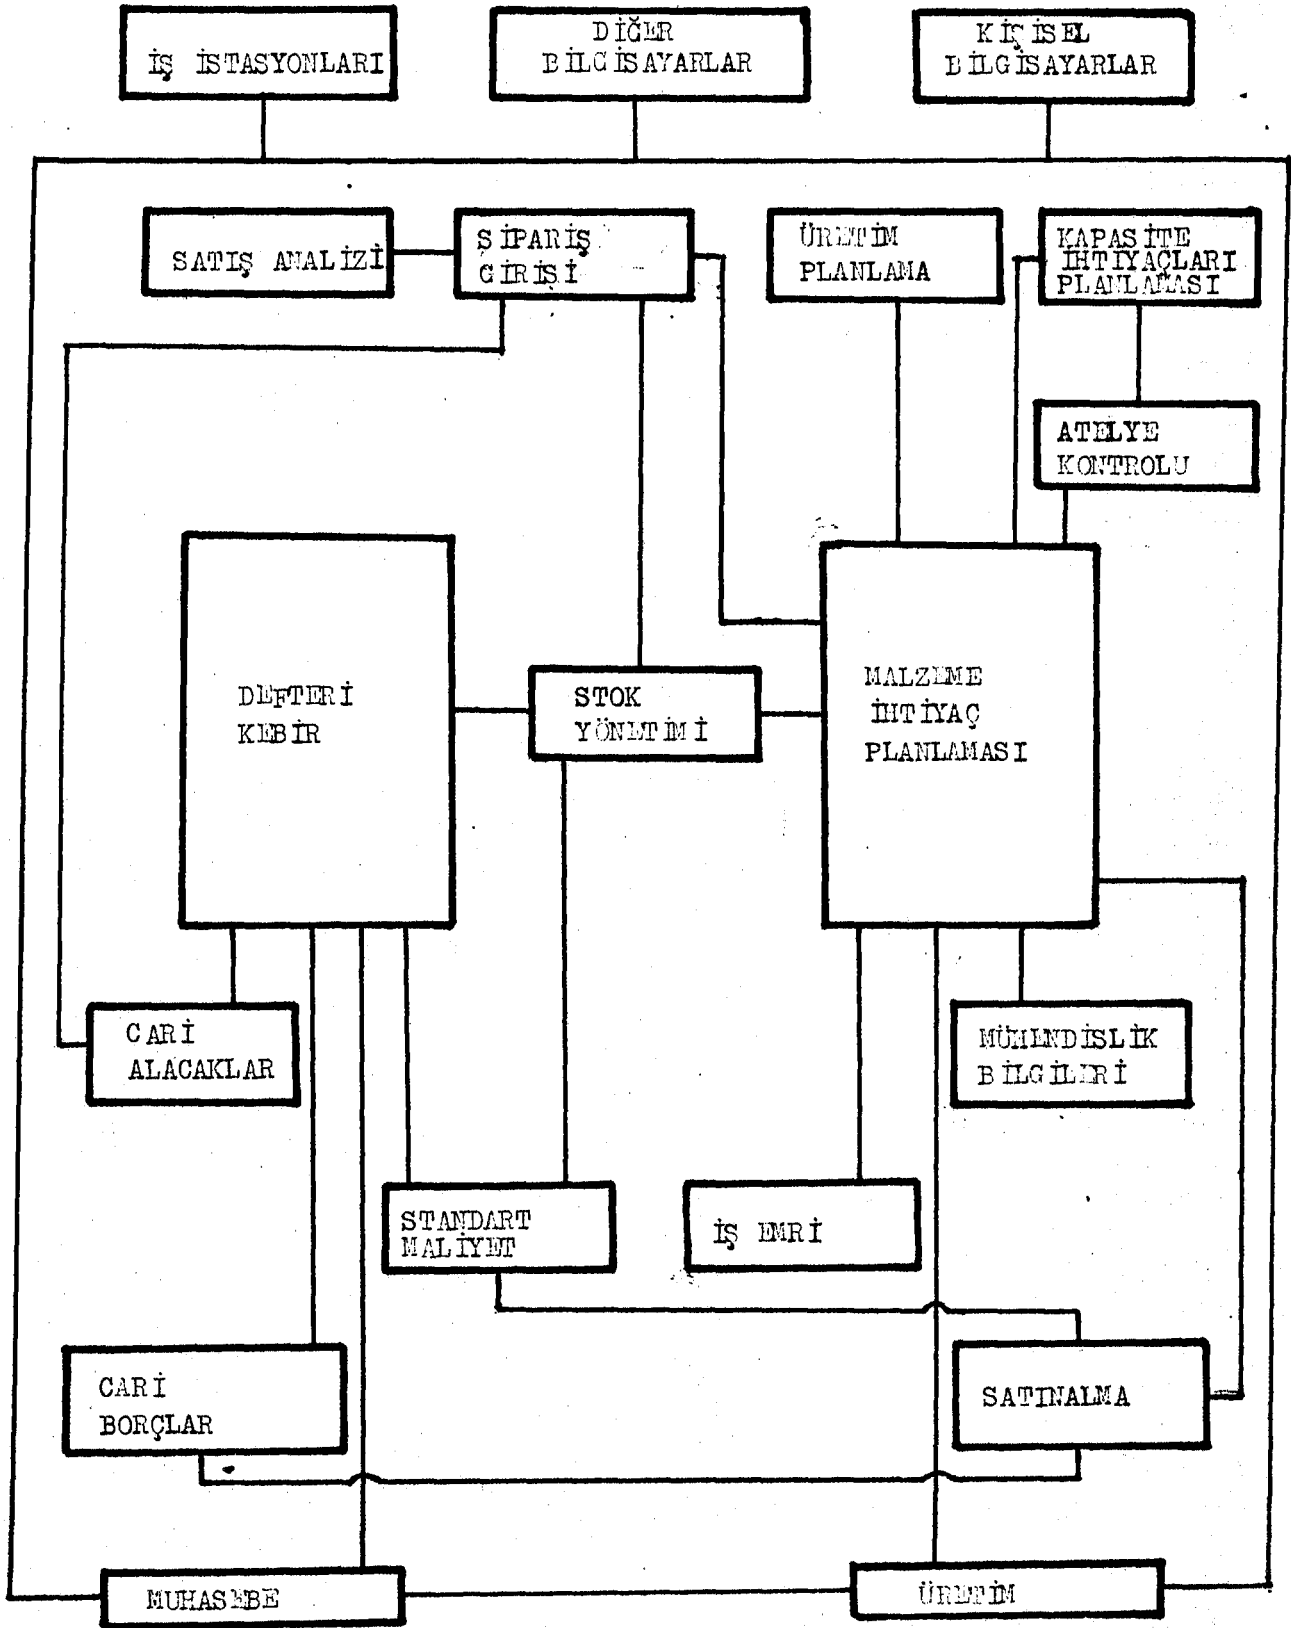 İŞ İSTASYONLARI
DİĞER
BİLGİSAYARLAR
KİŞİSEL
BİLGİSAYARLAR
SATIŞ ANALİZİ
SİPARİŞ
GİRİŞİ
ÜRETİM
PLANLAMA
KAPASİTE
İHTİYAÇLARI
PLANLAMASI
ATELYE
KONTROLU
DEFTERİ
KEBİR
STOK
YÖNETİMİ
MALZEME
İHTİYAÇ
PLANLAMASI
CARİ
ALACAKLAR
MÜHENDİSLİK
BİLGİLERİ
STANDART
MALİYET
İŞ EMRİ
CARİ
BORÇLAR
SATINALMA
MUHASEBE
ÜRETİM